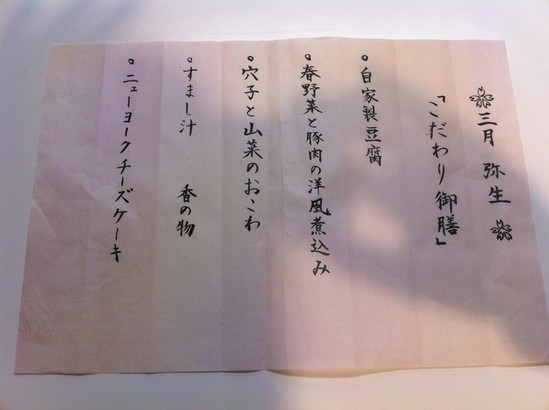 三月 弥生
「こだわり御膳」
。自家製豆腐
。春野菜と豚肉の洋風煮込み
。穴子と山菜のおこわ
。すまし汁 香の物
。ニューヨークチーズケーキ